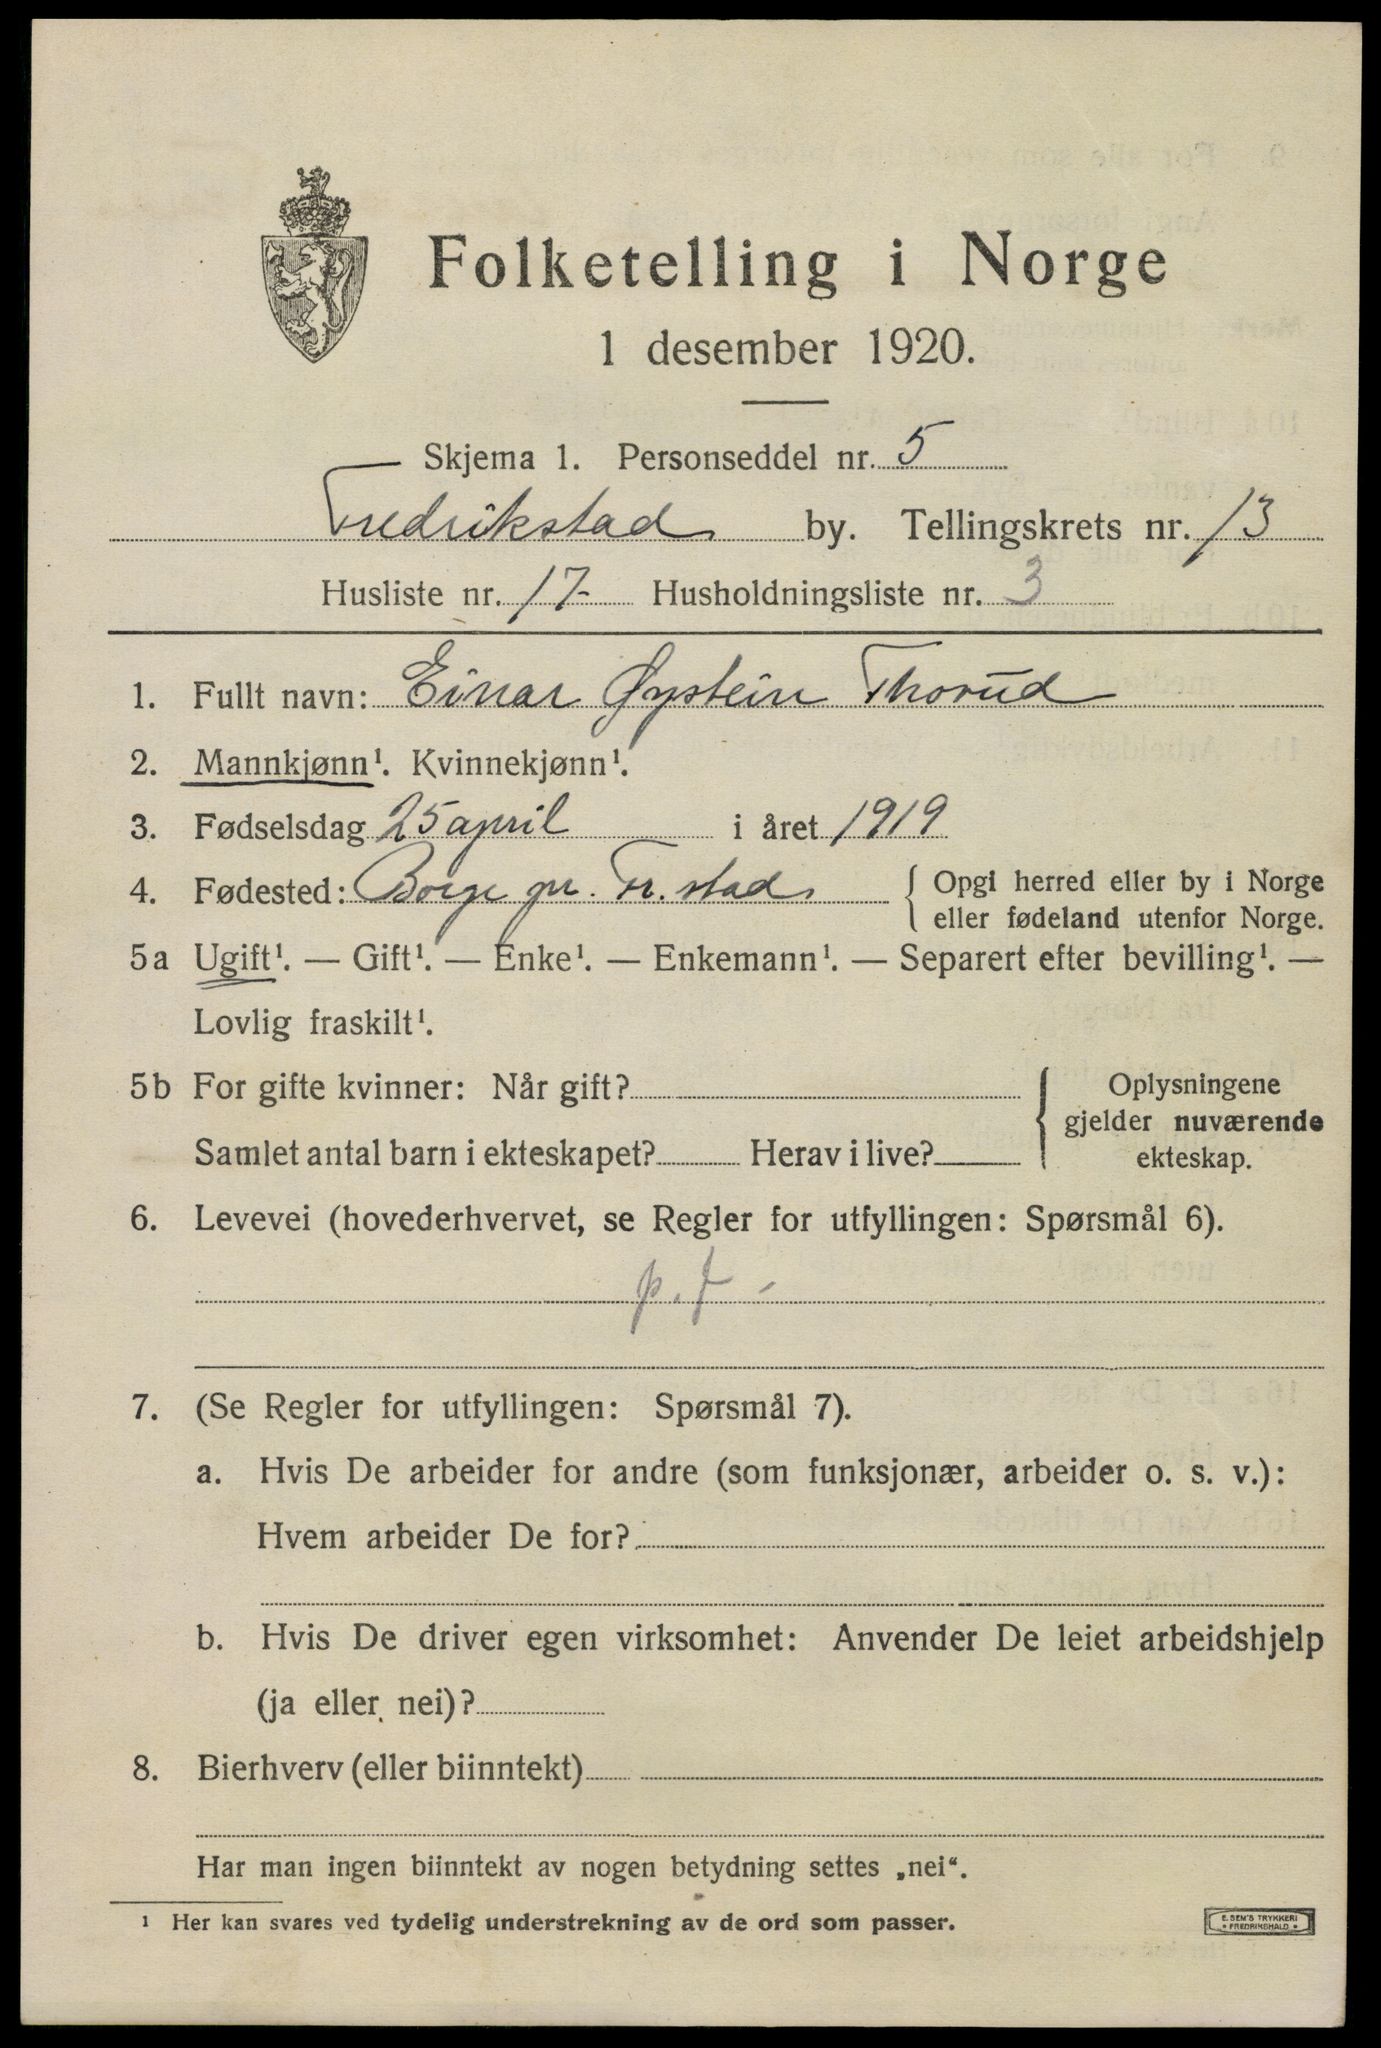 Folketelling i Norge
1 desember 1920.
Skjema 1. Personseddel nr. 5
Fredrikstad by. Tellingskrets nr. 13
Husliste nr. 17- Husholdningsliste nr. 3
1. Fullt navn: Einar Øystein Thorud
2. Mannkjønn¹. Kvinnekjønn¹.
3. Fødselsdag 25 april i året 1919
4. Fødested: Borge pr. Fr. stad { Opgi herred eller by i Norge
eller fødeland utenfor Norge.
5a Ugift¹. — Gift¹. — Enke¹. — Enkemann¹. — Separert efter bevilling¹. —
Lovlig fraskilt¹.
5b For gifte kvinner: Når gift? { Oplysningene
gjelder nuværende
Samlet antal barn i ekteskapet? Herav i live? ekteskap.
6. Levevei (hovederhvervet, se Regler for utfyllingen: Spørsmål 6).
7. (Se Regler for utfyllingen: Spørsmål 7).
a. Hvis De arbeider for andre (som funksjonær, arbeider o. s. v.):
Hvem arbeider De for?
b. Hvis De driver egen virksomhet: Anvender De leiet arbeidshjelp
(ja eller nei)?
8. Bierhverv (eller biinntekt)
Har man ingen biinntekt av nogen betydning settes „nei“.
¹ Her kan svares ved tydelig understrekning av de ord som passer.
E. SEM'S TRYKKERI
• FREDRIKSHALD •